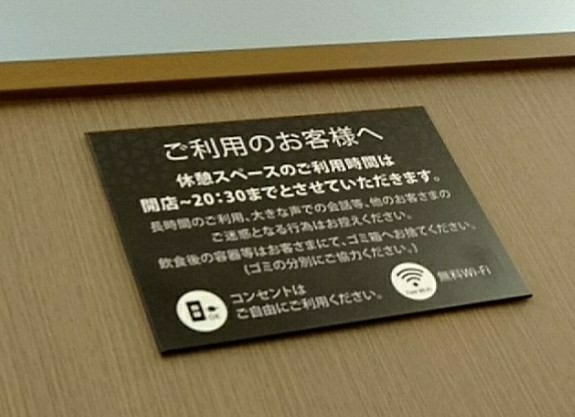 ご利用のお客様へ
休憩スペースのご利用時間は
開店~20:30までとさせていただきます。
長時間のご利用、大きな声での会話等、他のお客さまの
ご迷惑となる行為はお控えください。
飲食後の容器等はお客さまにて、ゴミ箱へお捨てください。
(ゴミの分別にご協力ください。)
OK
コンセントは
ご自由にご利用ください。
Free Wi-Fi
無料Wi-Fi